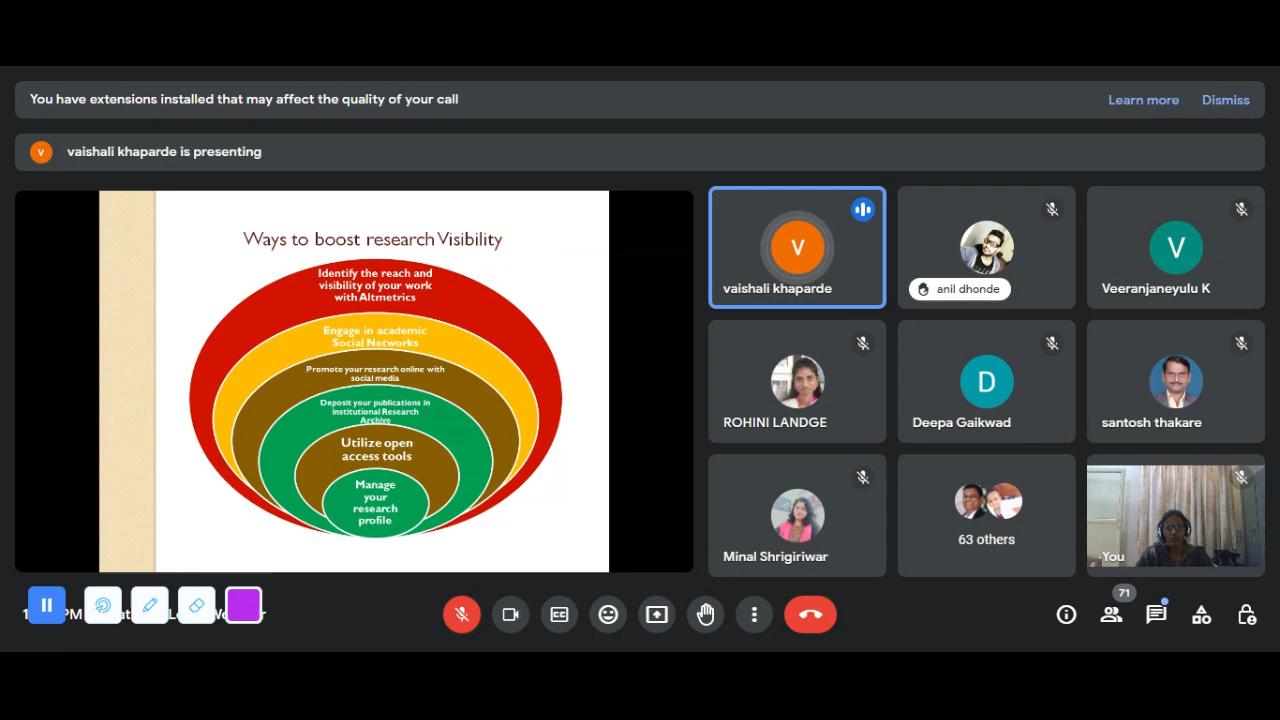 You have extensions installed that may affect the quality of your call
Learn more
Dismiss
V
vaishali khaparde is presenting
Ways to boost research Visibility
Identify the reach and
visibility of your work
with Altmetrics
Engage in academic
Social Networks
Promote your research online with
social media
Deposit your publications in
institutional Research
Archive
Utilize open
access tools
Manage
your
research
profile
V
vaishali khaparde
anil dhonde
V
Veeranjaneyulu K
ROHINI LANDGE
D
Deepa Gaikwad
santosh thakare
Minal Shrigiriwar
63 others
You
PM
71